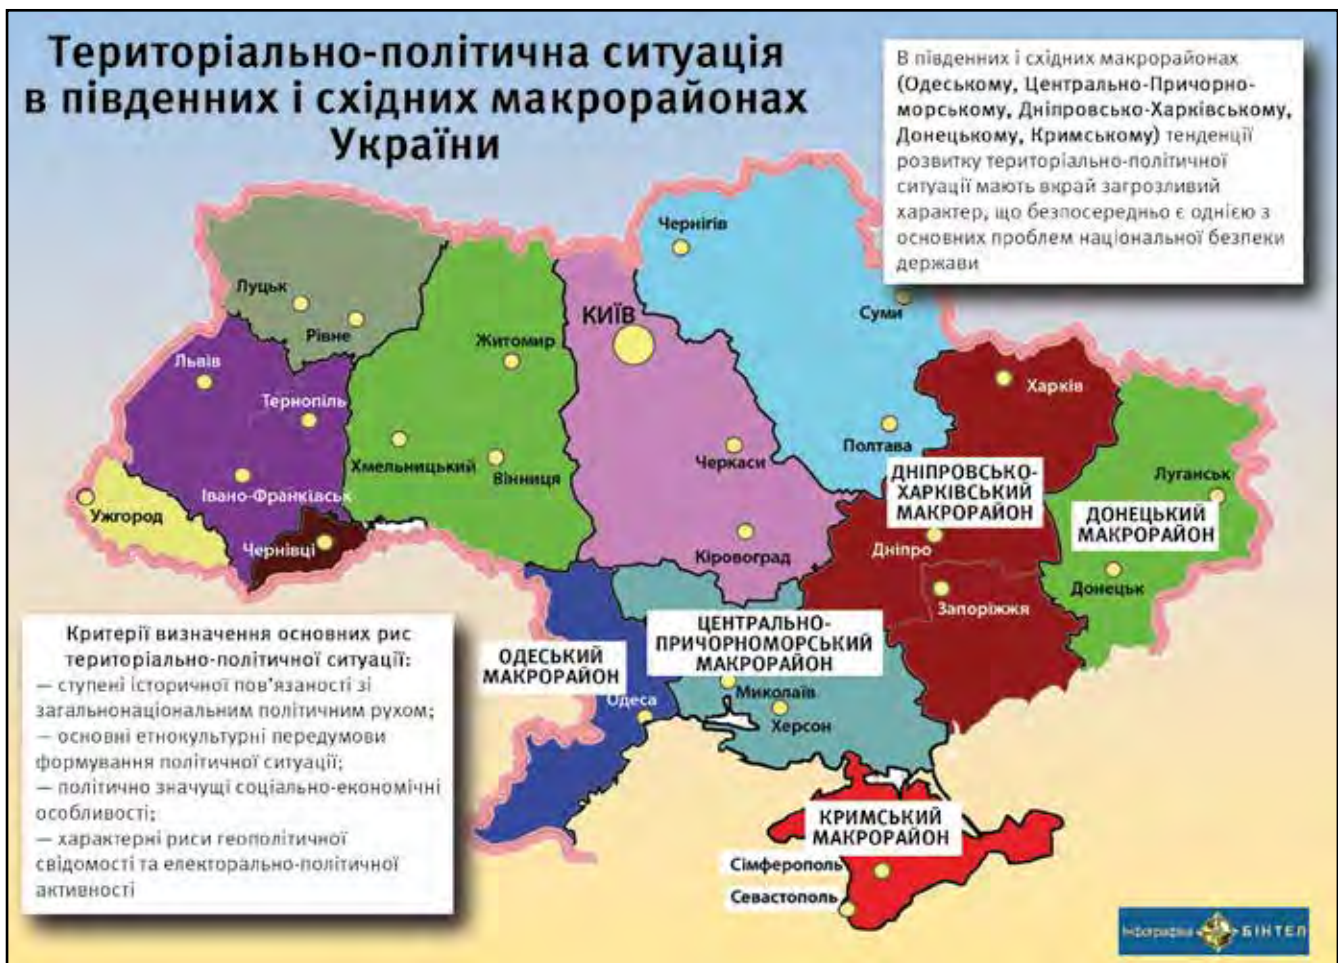 Територіально-політична ситуація
в південних і східних макрорайонах
України
В південних і східних макрорайонах
(Одеському, Центрально-Причорно-
морському, Дніпровсько-Харківському,
Донецькому, Кримському) тенденції
розвитку територіально-політичної
ситуації мають вкрай загрозливий
характер, що безпосередньо є однією з
основних проблем національної безпеки
держави
Чернігів
Луцьк
Рівне
КИЇВ
Суми
Житомир
Львів
Харків
Тернопіль
Полтава
Хмельницький
Вінниця
Черкаси
ДНІПРОВСЬКО-
ХАРКІВСЬКИЙ
МАКРОРАЙОН
Луганськ
Івано-Франківськ
Ужгород
ДОНЕЦЬКИЙ
МАКРОРАЙОН
Чернівці
Кіровоград
Дніпро
Донецьк
Запоріжжя
Критерії визначення основних рис
територіально-політичної ситуації:
— ступені історичної пов’язаності зі
загальнонаціональним політичним рухом;
— основні етнокультурні передумови
формування політичної ситуації;
— політично значущі соціально-економічні
особливості;
— характерні риси геополітичної
свідомості та електорально-політичної
активності
ОДЕСЬКИЙ
МАКРОРАЙОН
ЦЕНТРАЛЬНО-
ПРИЧОРНОМОРСЬКИЙ
МАКРОРАЙОН
Одеса
Миколаїв
Херсон
КРИМСЬКИЙ
МАКРОРАЙОН
Сімферополь
Севастополь
Інфографіка БІНТЕЛ